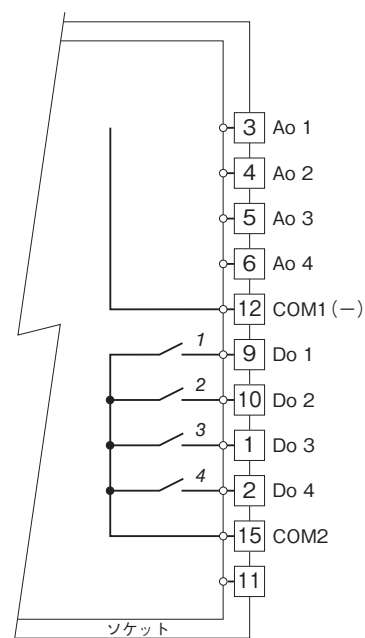 3 Ao 1
4 Ao 2
5 Ao 3
6 Ao 4
12 COM1(−)
1 9 Do 1
2 10 Do 2
3 1 Do 3
4 2 Do 4
15 COM2
11
ソケット